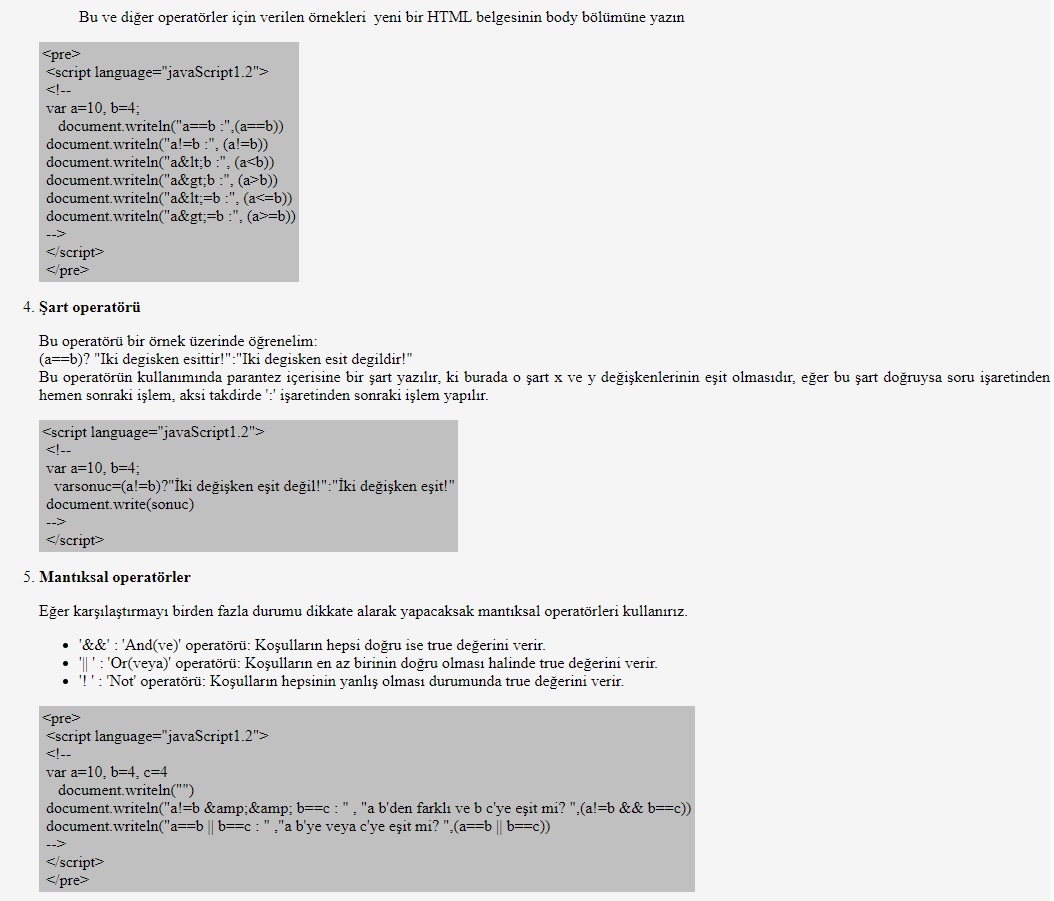 Bu ve diğer operatörler için verilen örnekleri yeni bir HTML belgesinin body bölümüne yazın
<pre>
<script language="javaScript1.2">
<!--
var a=10, b=4;
document.writeln("a==b :",(a==b))
document.writeln("a!=b :", (a!=b))
document.writeln("a&lt;b :", (a<b))
document.writeln("a&gt;b :", (a>b))
document.writeln("a&lt;=b :", (a<=b))
document.writeln("a&gt;=b :", (a>=b))
-->
</script>
</pre>
4. Şart operatörü
Bu operatörü bir örnek üzerinde öğrenelim:
(a==b)? "Iki degisken esittir!":"Iki degisken esit degildir!"
Bu operatörün kullanımında parantez içerisine bir şart yazılır, ki burada o şart x ve y değişkenlerinin eşit olmasıdır, eğer bu şart doğruysa soru işaretinden
hemen sonraki işlem, aksi takdirde ':' işaretinden sonraki işlem yapılır.
<script language="javaScript1.2">
<!--
var a=10, b=4;
varsonuc=(a!=b)?"İki değişken eşit değil!":"İki değişken eşit!"
document.write(sonuc)
-->
</script>
5. Mantıksal operatörler
Eğer karşılaştırmayı birden fazla durumu dikkate alarak yapacaksak mantıksal operatörleri kullanırız.
• '&&' : 'And(ve)' operatörü: Koşulların hepsi doğru ise true değerini verir.
• '|| ' : 'Or(veya)' operatörü: Koşulların en az birinin doğru olması halinde true değerini verir.
• '! ' : 'Not' operatörü: Koşulların hepsinin yanlış olması durumunda true değerini verir.
<pre>
<script language="javaScript1.2">
<!--
var a=10, b=4, c=4
document.writeln("")
document.writeln("a!=b &amp;&amp; b==c : " , "a b'den farklı ve b c'ye eşit mi? ",(a!=b && b==c))
document.writeln("a==b || b==c : " ,"a b'ye veya c'ye eşit mi? ",(a==b || b==c))
-->
</script>
</pre>